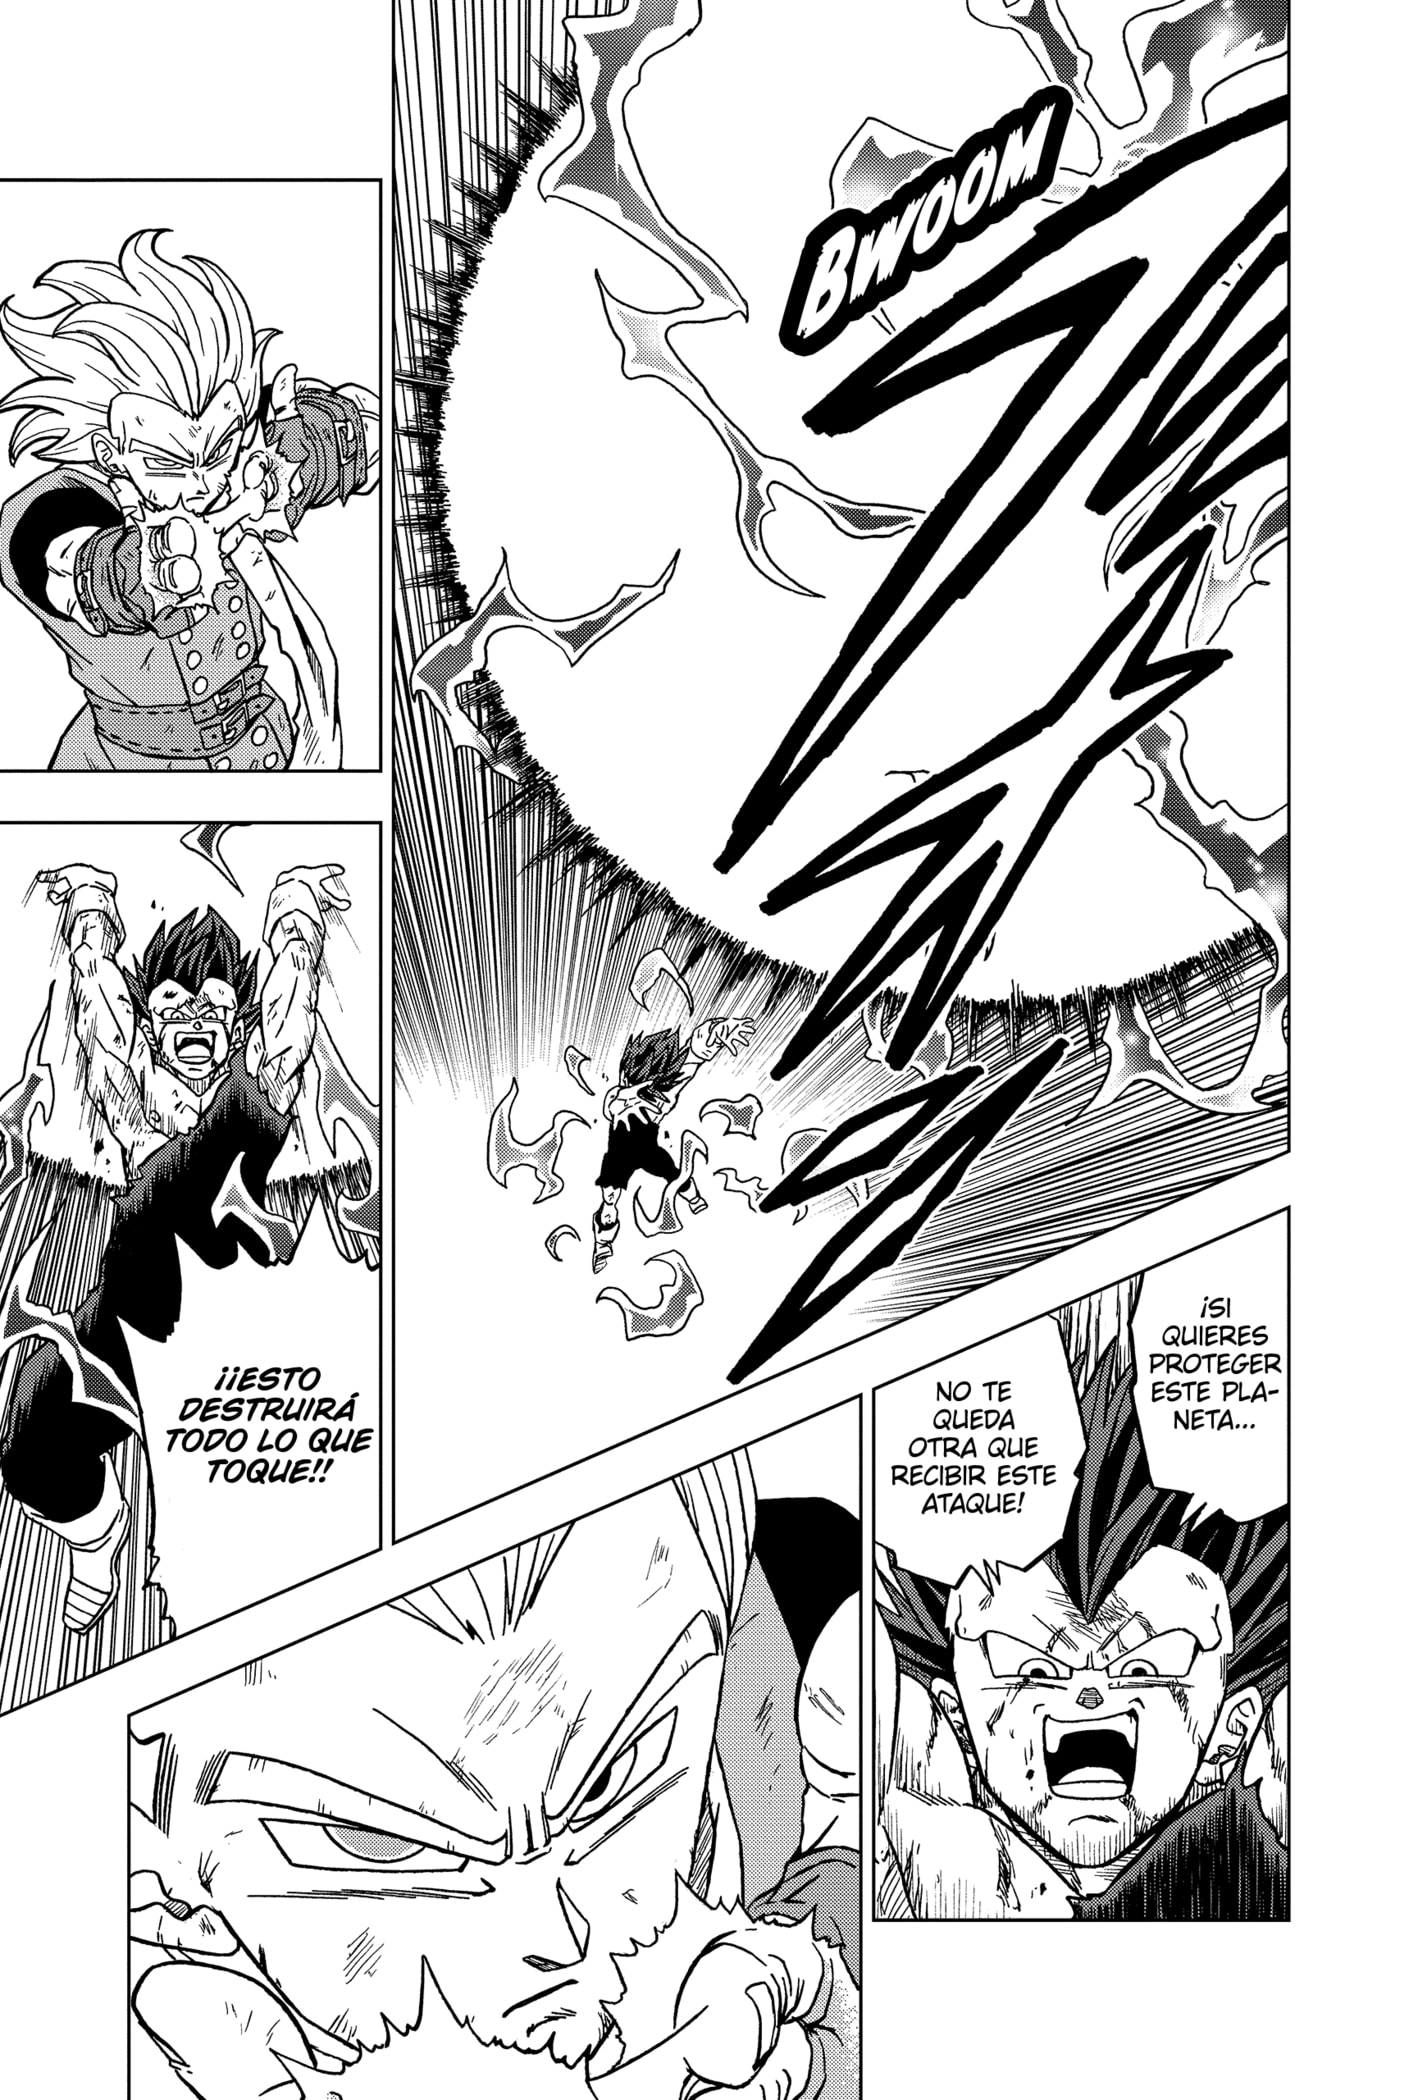 BWOOM
¡¡ESTO
DESTRUIRÁ
TODO LO QUE
TOQUE!!
¡SI
QUIERES
PROTEGER
ESTE PLA-
NETA...
NO TE
QUEDA
OTRA QUE
RECIBIR ESTE
ATAQUE!